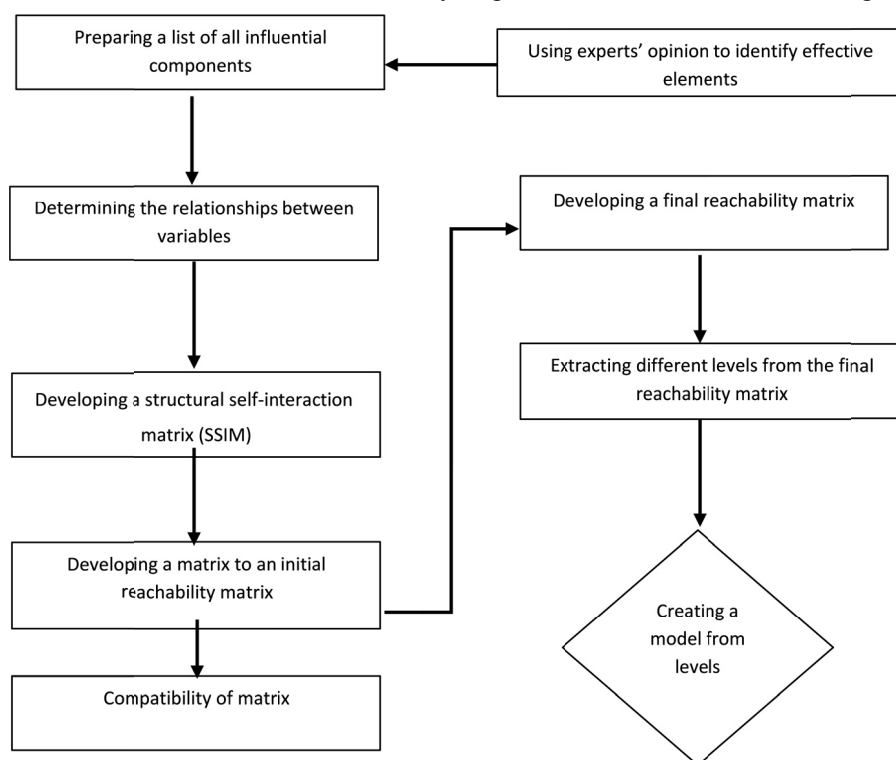 Preparing a list of all influential
components
Using experts’ opinion to identify effective
elements
Determining the relationships between
variables
Developing a structural self-interaction
matrix (SSIM)
Developing a matrix to an initial
reachability matrix
Compatibility of matrix
Developing a final reachability matrix
Extracting different levels from the final
reachability matrix
Creating a
model from
levels